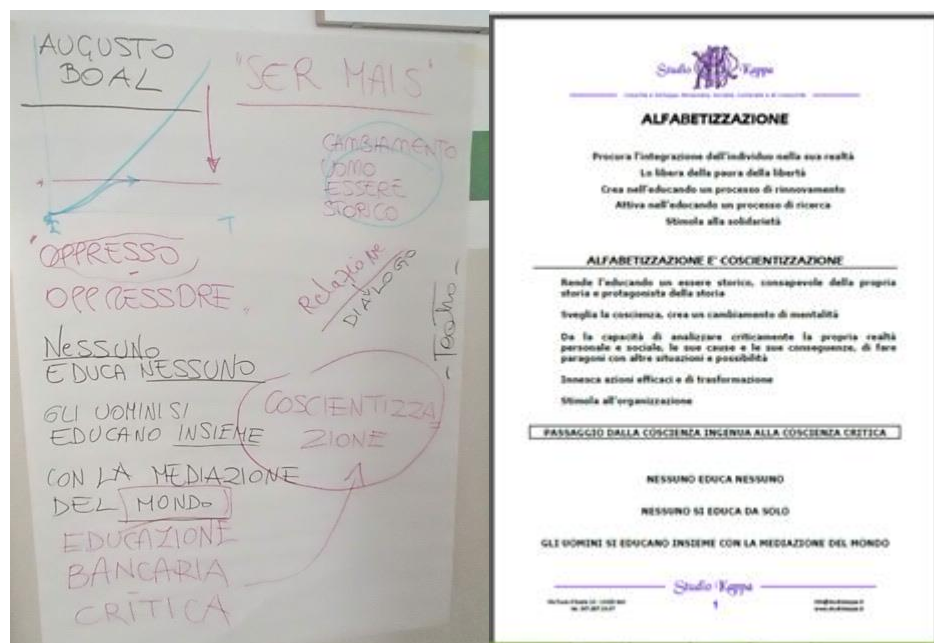 AUGUSTO
BOAL
"SER MAIS"
CAMBIAMENTO
UOMO
ESSERE
STORICO
T
"OPPRESSO
-
OPPRESSORE"
Relazione
DIALOGO
- Teatro -
NESSUNO
EDUCA NESSUNO
GLI UOMINI SI
EDUCANO INSIEME
CON LA MEDIAZIONE
DEL MONDO
COSCIENTIZZA
ZIONE
EDUCAZIONE
BANCARIA
CRITICA
Studio Kappa
ALFABETIZZAZIONE
Procura l'integrazione dell'individuo nella sua realtà
Lo libera della paura della libertà
Crea nell'educando un processo di rinnovamento
Attiva nell'educando un processo di ricerca
Stimola alla solidarietà
ALFABETIZZAZIONE E' COSCIENTIZZAZIONE
Rende l'educando un essere storico, consapevole della propria
storia e protagonista della storia
Sveglia la coscienza, crea un cambiamento di mentalità
Da la capacità di analizzare criticamente la propria realtà
personale e sociale, le sue cause e le sue conseguenze, di fare
paragoni con altre situazioni e possibilità
Innesca azioni efficaci e di trasformazione
Stimola all'organizzazione
PASSAGGIO DALLA COSCIENZA INGENUA ALLA COSCIENZA CRITICA
NESSUNO EDUCA NESSUNO
NESSUNO SI EDUCA DA SOLO
GLI UOMINI SI EDUCANO INSIEME CON LA MEDIAZIONE DEL MONDO
Studio Kappa
1